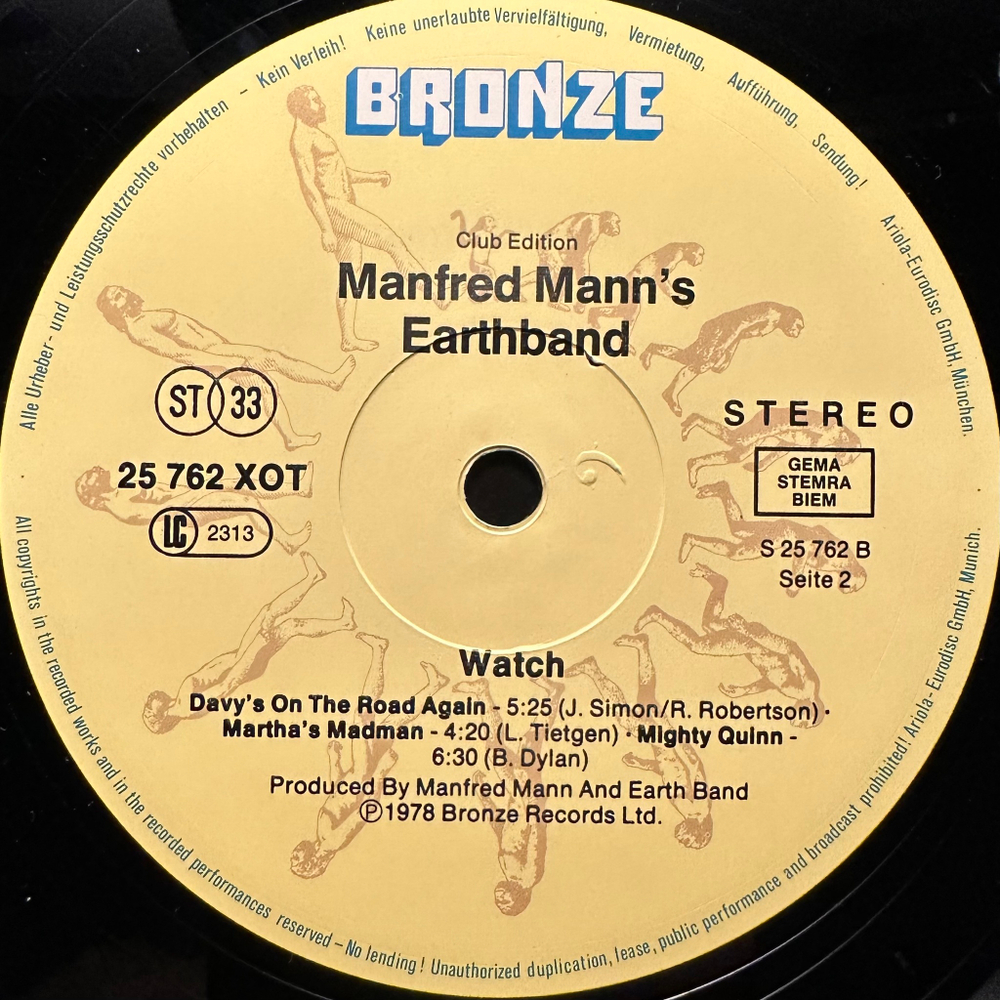 Alle Urheber- und Leistungsschutzrechte vorbehalten – Kein Verleih! Keine unerlaubte Vervielfältigung, Vermietung, Aufführung, Sendung! Ariola-Eurodisc GmbH, München.
BRONZE
Club Edition
Manfred Mann's
Earthband
ST 33
STEREO
25 762 XOT
GEMA
STEMRA
BIEM
LC 2313
S 25 762 B
Seite 2
Watch
Davy's On The Road Again - 5:25 (J. Simon/R. Robertson) ·
Martha's Madman - 4:20 (L. Tietgen) · Mighty Quinn -
6:30 (B. Dylan)
Produced By Manfred Mann And Earth Band
Ⓟ1978 Bronze Records Ltd.
All copyrights in the recorded works and in the recorded performances reserved – No lending! Unauthorized duplication, lease, public performance and broadcast prohibited! Ariola-Eurodisc GmbH, Munich.